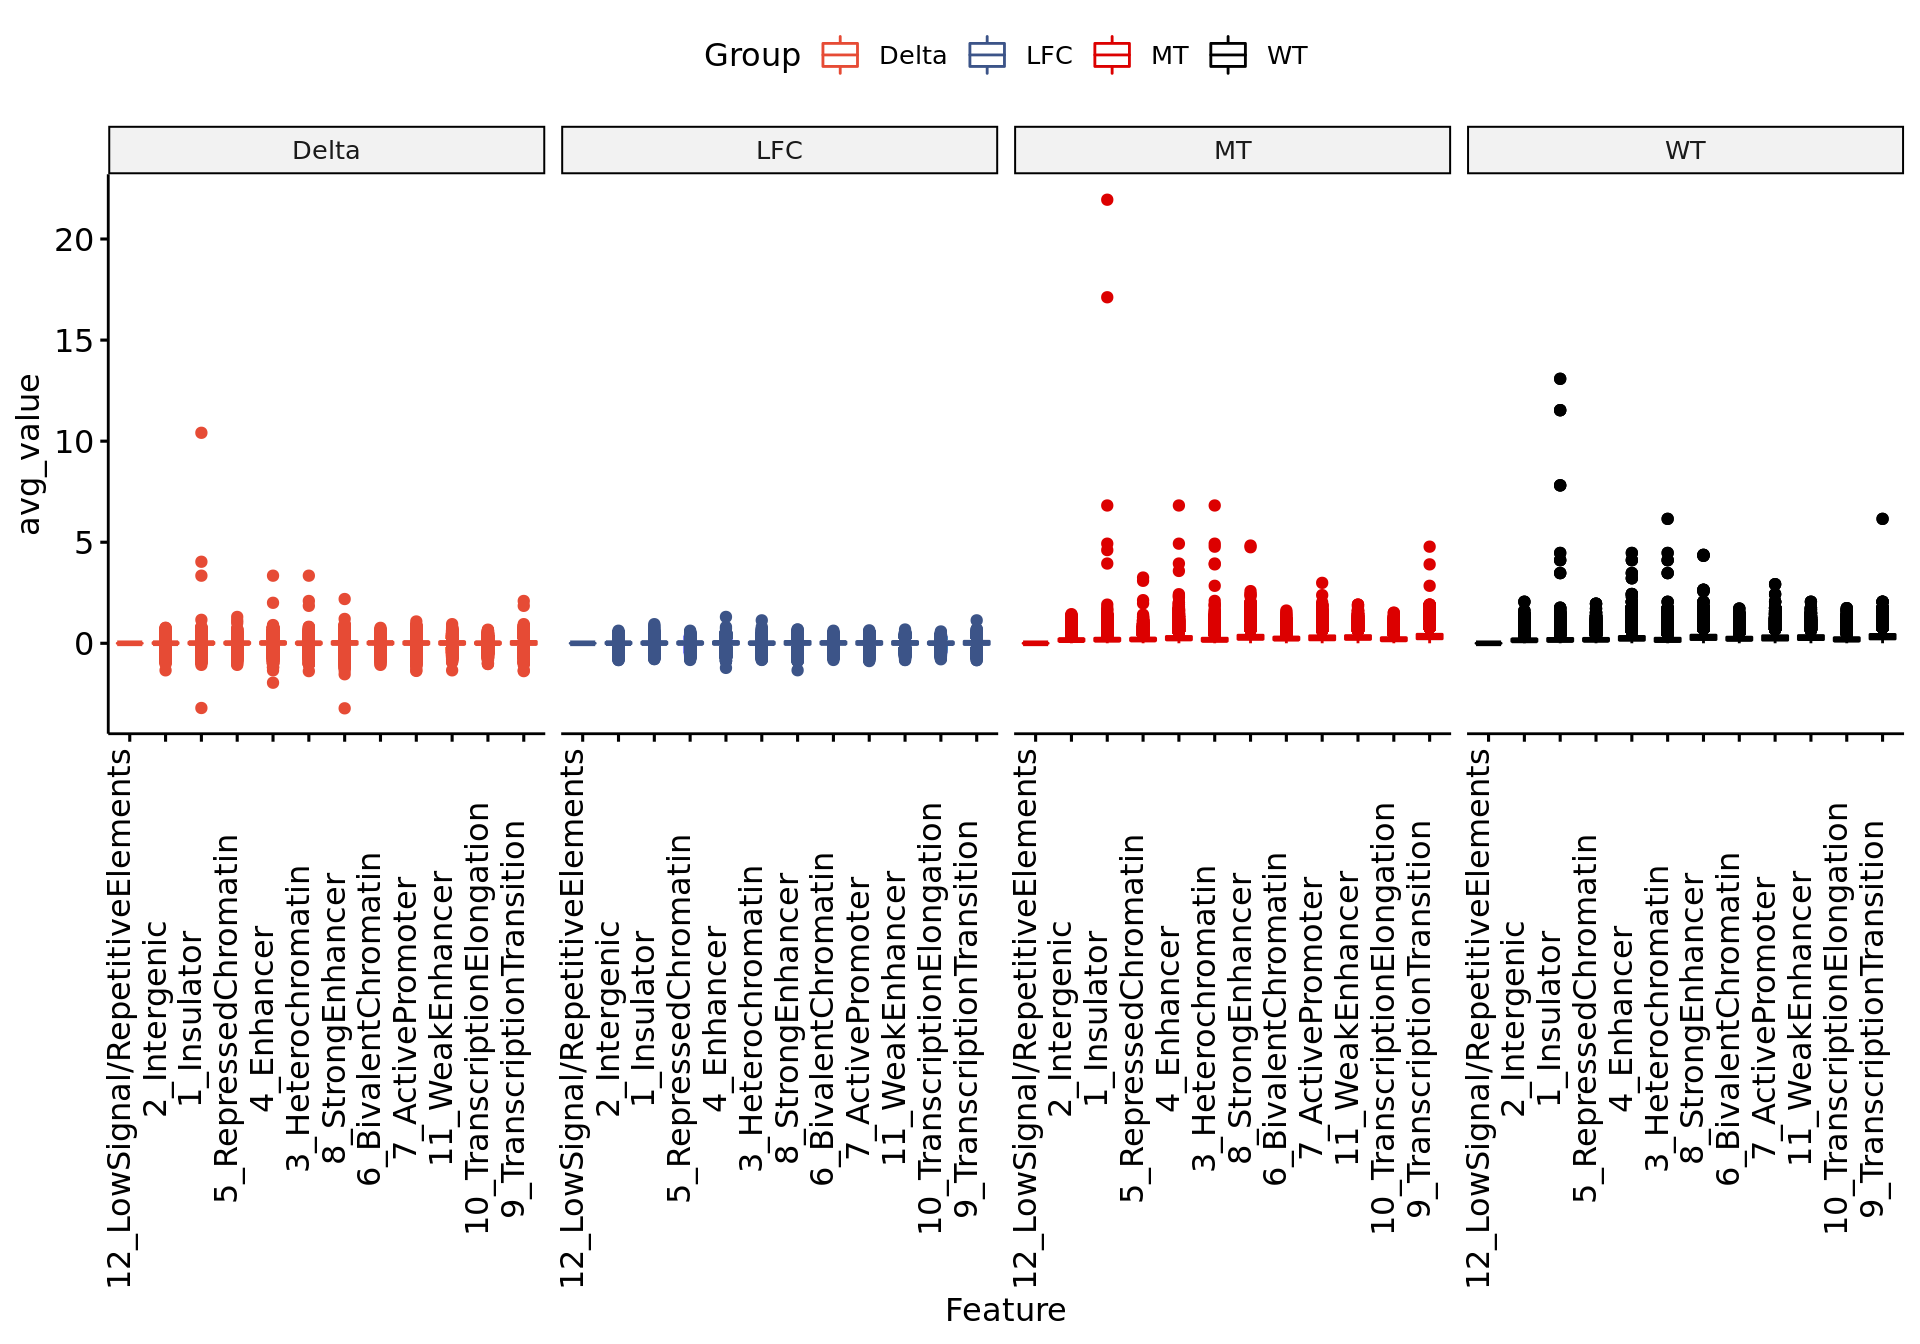 Group Delta LFC MT WT
Delta LFC MT WT
20
15
10
5
0
avg_value
12_LowSignal/RepetitiveElements
2_Intergenic
1_Insulator
5_RepressedChromatin
4_Enhancer
3_Heterochromatin
8_StrongEnhancer
6_BivalentChromatin
7_ActivePromoter
11_WeakEnhancer
10_TranscriptionElongation
9_TranscriptionTransition
12_LowSignal/RepetitiveElements
2_Intergenic
1_Insulator
5_RepressedChromatin
4_Enhancer
3_Heterochromatin
8_StrongEnhancer
6_BivalentChromatin
7_ActivePromoter
11_WeakEnhancer
10_TranscriptionElongation
9_TranscriptionTransition
12_LowSignal/RepetitiveElements
2_Intergenic
1_Insulator
5_RepressedChromatin
4_Enhancer
3_Heterochromatin
8_StrongEnhancer
6_BivalentChromatin
7_ActivePromoter
11_WeakEnhancer
10_TranscriptionElongation
9_TranscriptionTransition
12_LowSignal/RepetitiveElements
2_Intergenic
1_Insulator
5_RepressedChromatin
4_Enhancer
3_Heterochromatin
8_StrongEnhancer
6_BivalentChromatin
7_ActivePromoter
11_WeakEnhancer
10_TranscriptionElongation
9_TranscriptionTransition
Feature